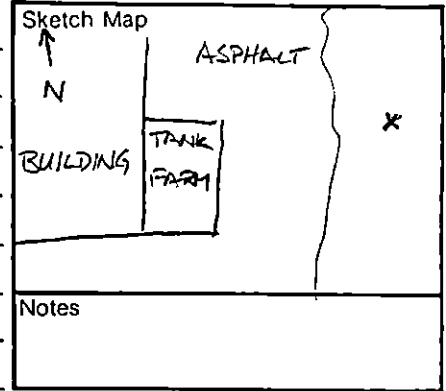 Sketch Map
ASPHALT
N
TANK
BUILDING
FARM
X
Notes